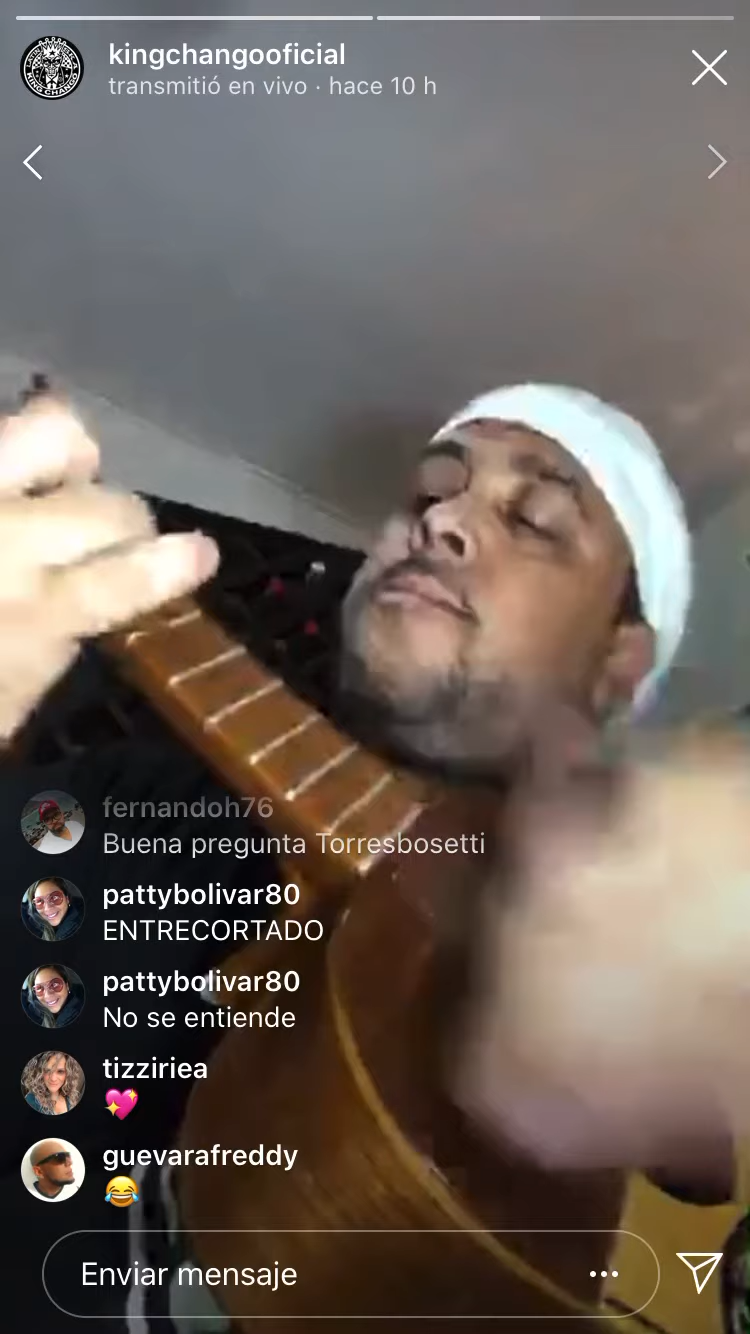 kingchangooficial
transmitió en vivo · hace 10 h
fernandoh76
Buena pregunta Torresbosetti
pattybolivar80
ENTRECORTADO
pattybolivar80
No se entiende
tizziriea
💖
guevarafreddy
😂
Enviar mensaje